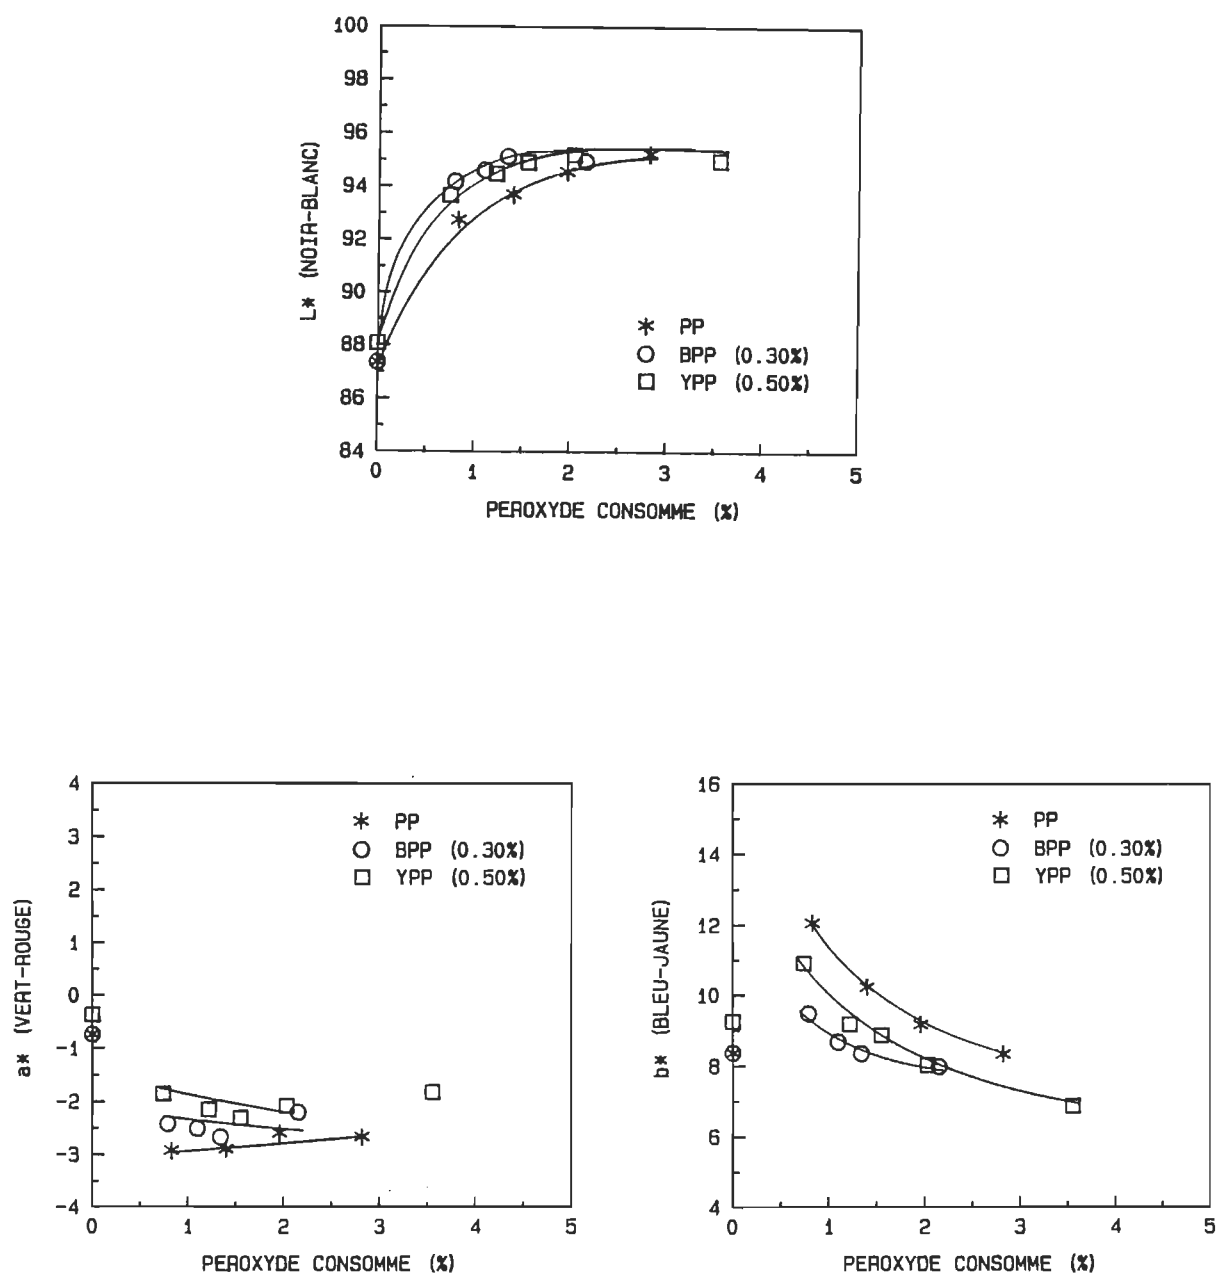 100
98
96
94
92
90
88
86
84
L* (NOIR-BLANC)
* PP
○ BPP (0.30%)
□ YPP (0.50%)
0 1 2 3 4 5
PEROXYDE CONSOMME (%)
4
3
2
1
0
-1
-2
-3
-4
a* (VERT-ROUGE)
* PP
○ BPP (0.30%)
□ YPP (0.50%)
0 1 2 3 4 5
PEROXYDE CONSOMME (%)
16
14
12
10
8
6
4
b* (BLEU-JAUNE)
* PP
○ BPP (0.30%)
□ YPP (0.50%)
0 1 2 3 4 5
PEROXYDE CONSOMME (%)